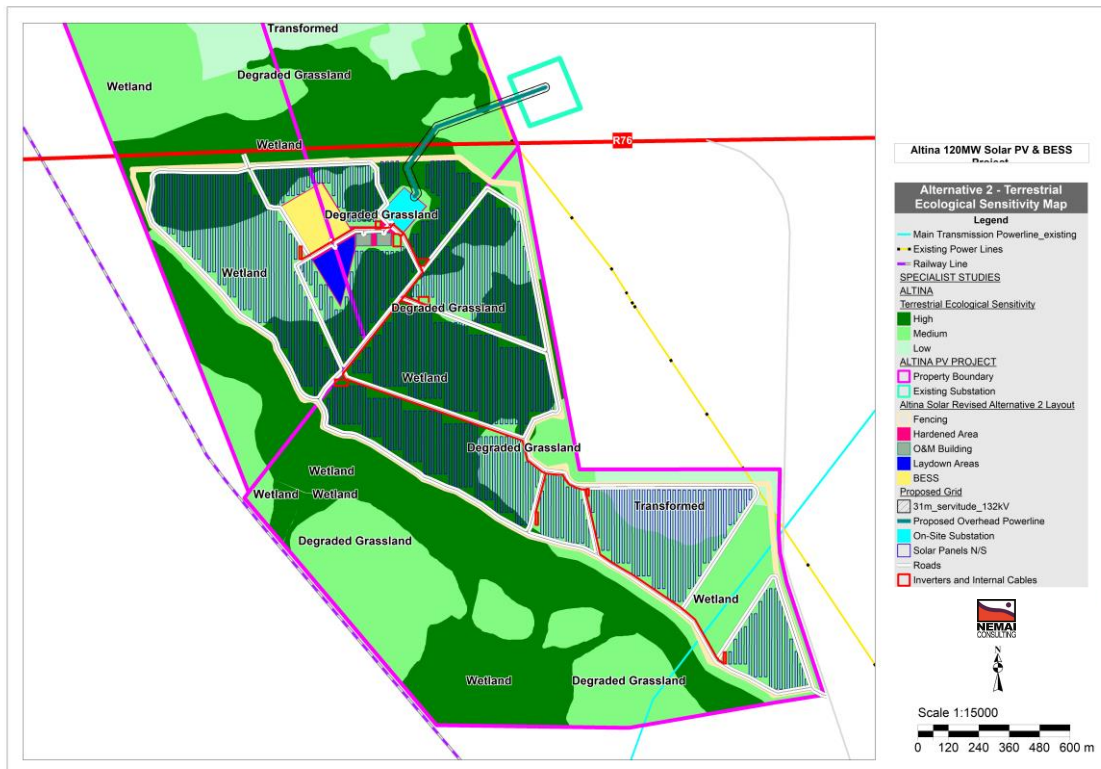 Transformed
Degraded Grassland
Wetland
Wetland
R76
Degraded Grassland
Wetland
Degraded Grassland
Wetland
Degraded Grassland
Wetland
Wetland
Wetland
Transformed
Degraded Grassland
Wetland
Wetland
Degraded Grassland
Altina 120MW Solar PV & BESS
Project
Alternative 2 - Terrestrial
Ecological Sensitivity Map
Legend
Main Transmission Powerline_existing
Existing Power Lines
Railway Line
SPECIALIST STUDIES
ALTINA
Terrestrial Ecological Sensitivity
High
Medium
Low
ALTINA PV PROJECT
Property Boundary
Existing Substation
Altina Solar Revised Alternative 2 Layout
Fencing
Hardened Area
O&M Building
Laydown Areas
BESS
Proposed Grid
31m_servitude_132kV
Proposed Overhead Powerline
On-Site Substation
Solar Panels N/S
Roads
Inverters and Internal Cables
NEMAI
CONSULTING
N
Scale 1:15000
0 120 240 360 480 600 m